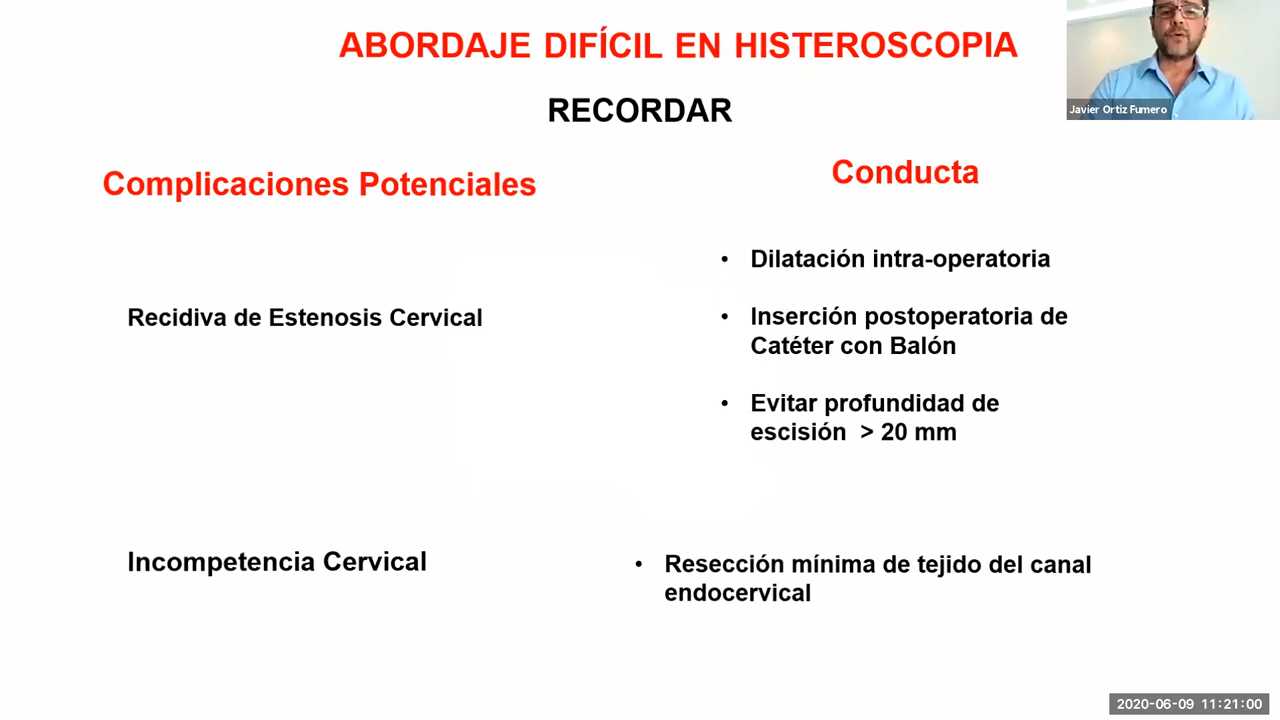 ABORDAJE DIFÍCIL EN HISTEROSCOPIA
Javier Ortiz Fumero
RECORDAR
Complicaciones Potenciales
Conducta
Recidiva de Estenosis Cervical
• Dilatación intra-operatoria
• Inserción postoperatoria de
Catéter con Balón
• Evitar profundidad de
escisión > 20 mm
Incompetencia Cervical
• Resección mínima de tejido del canal
endocervical
2020-06-09 11:21:00